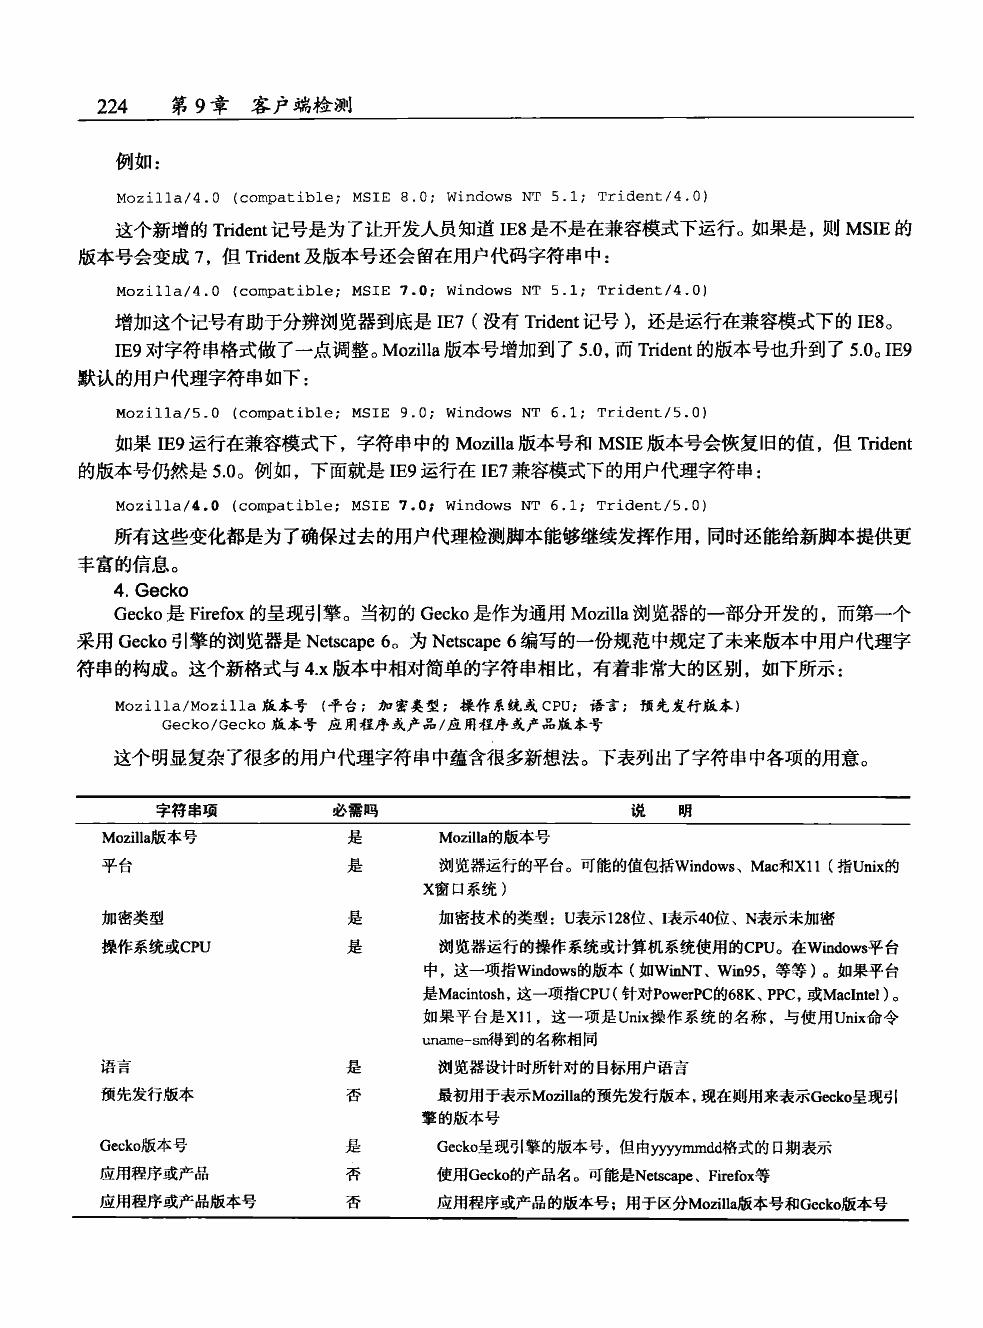 224 第 9 章 客户端检测
例如：
Mozilla/4.0 (compatible; MSIE 8.0; Windows NT 5.1; Trident/4.0)
这个新增的 Trident 记号是为了让开发人员知道 IE8 是不是在兼容模式下运行。如果是，则 MSIE 的
版本号会变成 7，但 Trident 及版本号还会留在用户代码字符串中：
Mozilla/4.0 (compatible; MSIE 7.0; Windows NT 5.1; Trident/4.0)
增加这个记号有助于分辨浏览器到底是 IE7（没有 Trident 记号），还是运行在兼容模式下的 IE8。
IE9 对字符串格式做了一点调整。Mozilla 版本号增加到了 5.0，而 Trident 的版本号也升到了 5.0。IE9
默认的用户代理字符串如下：
Mozilla/5.0 (compatible; MSIE 9.0; Windows NT 6.1; Trident/5.0)
如果 IE9 运行在兼容模式下，字符串中的 Mozilla 版本号和 MSIE 版本号会恢复旧的值，但 Trident
的版本号仍然是 5.0。例如，下面就是 IE9 运行在 IE7 兼容模式下的用户代理字符串：
Mozilla/4.0 (compatible; MSIE 7.0; Windows NT 6.1; Trident/5.0)
所有这些变化都是为了确保过去的用户代理检测脚本能够继续发挥作用，同时还能给新脚本提供更
丰富的信息。
4. Gecko
Gecko 是 Firefox 的呈现引擎。当初的 Gecko 是作为通用 Mozilla 浏览器的一部分开发的，而第一个
采用 Gecko 引擎的浏览器是 Netscape 6。为 Netscape 6 编写的一份规范中规定了未来版本中用户代理字
符串的构成。这个新格式与 4.x 版本中相对简单的字符串相比，有着非常大的区别，如下所示：
Mozilla/Mozilla 版本号 (平台; 加密类型; 操作系统或 CPU; 语言; 预先发行版本)
Gecko/Gecko 版本号 应用程序或产品/应用程序或产品版本号
这个明显复杂了很多的用户代理字符串中蕴含很多新想法。下表列出了字符串中各项的用意。
字符串项 必需吗 说 明
Mozilla版本号 是 Mozilla的版本号
平台 是 浏览器运行的平台。可能的值包括Windows、Mac和X11（指Unix的
X窗口系统）
加密类型 是 加密技术的类型：U表示128位、I表示40位、N表示未加密
操作系统或CPU 是 浏览器运行的操作系统或计算机系统使用的CPU。在Windows平台
中，这一项指Windows的版本（如WinNT、Win95，等等）。如果平台
是Macintosh，这一项指CPU（针对PowerPC的68K、PPC，或MacIntel）。
如果平台是X11，这一项是Unix操作系统的名称，与使用Unix命令
uname-sm得到的名称相同
语言 是 浏览器设计时所针对的目标用户语言
预先发行版本 否 最初用于表示Mozilla的预先发行版本，现在则用来表示Gecko呈现引
擎的版本号
Gecko版本号 是 Gecko呈现引擎的版本号，但由yyyymmdd格式的日期表示
应用程序或产品 否 使用Gecko的产品名。可能是Netscape、Firefox等
应用程序或产品版本号 否 应用程序或产品的版本号；用于区分Mozilla版本号和Gecko版本号